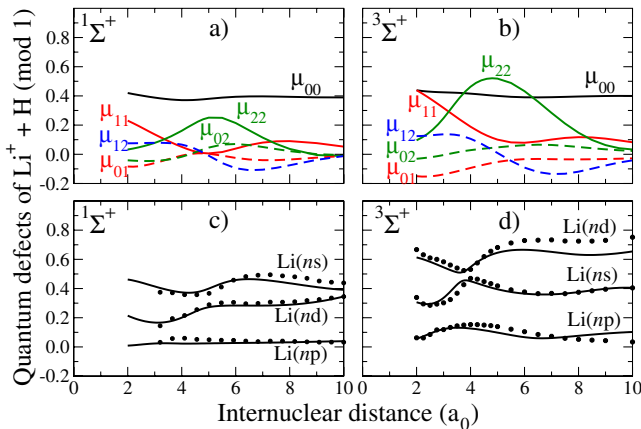 Quantum defects of Li⁺ + H (mod 1)
¹Σ⁺
a)
μ₀₀
μ₁₁
μ₂₂
μ₁₂
μ₀₂
μ₀₁
0.8
0.6
0.4
0.2
0.0
-0.2
³Σ⁺
b)
μ₂₂
μ₀₀
μ₁₁
μ₁₂
μ₀₂
μ₀₁
¹Σ⁺
c)
Li(ns)
Li(nd)
Li(np)
0.8
0.6
0.4
0.2
0.0
-0.2
0 2 4 6 8 10
³Σ⁺
d)
Li(nd)
Li(ns)
Li(np)
0 2 4 6 8 10
Internuclear distance (a₀)